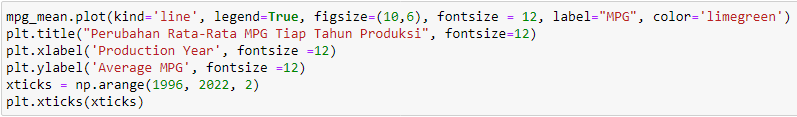 mpg_mean.plot(kind='line', legend=True, figsize=(10,6), fontsize = 12, label="MPG", color='limegreen')
plt.title("Perubahan Rata-Rata MPG Tiap Tahun Produksi", fontsize=12)
plt.xlabel('Production Year', fontsize =12)
plt.ylabel('Average MPG', fontsize =12)
xticks = np.arange(1996, 2022, 2)
plt.xticks(xticks)